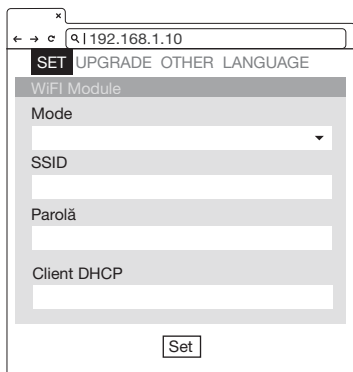 192.168.1.10
SET UPGRADE OTHER LANGUAGE
WiFI Module
Mode
SSID
Parolă
Client DHCP
Set